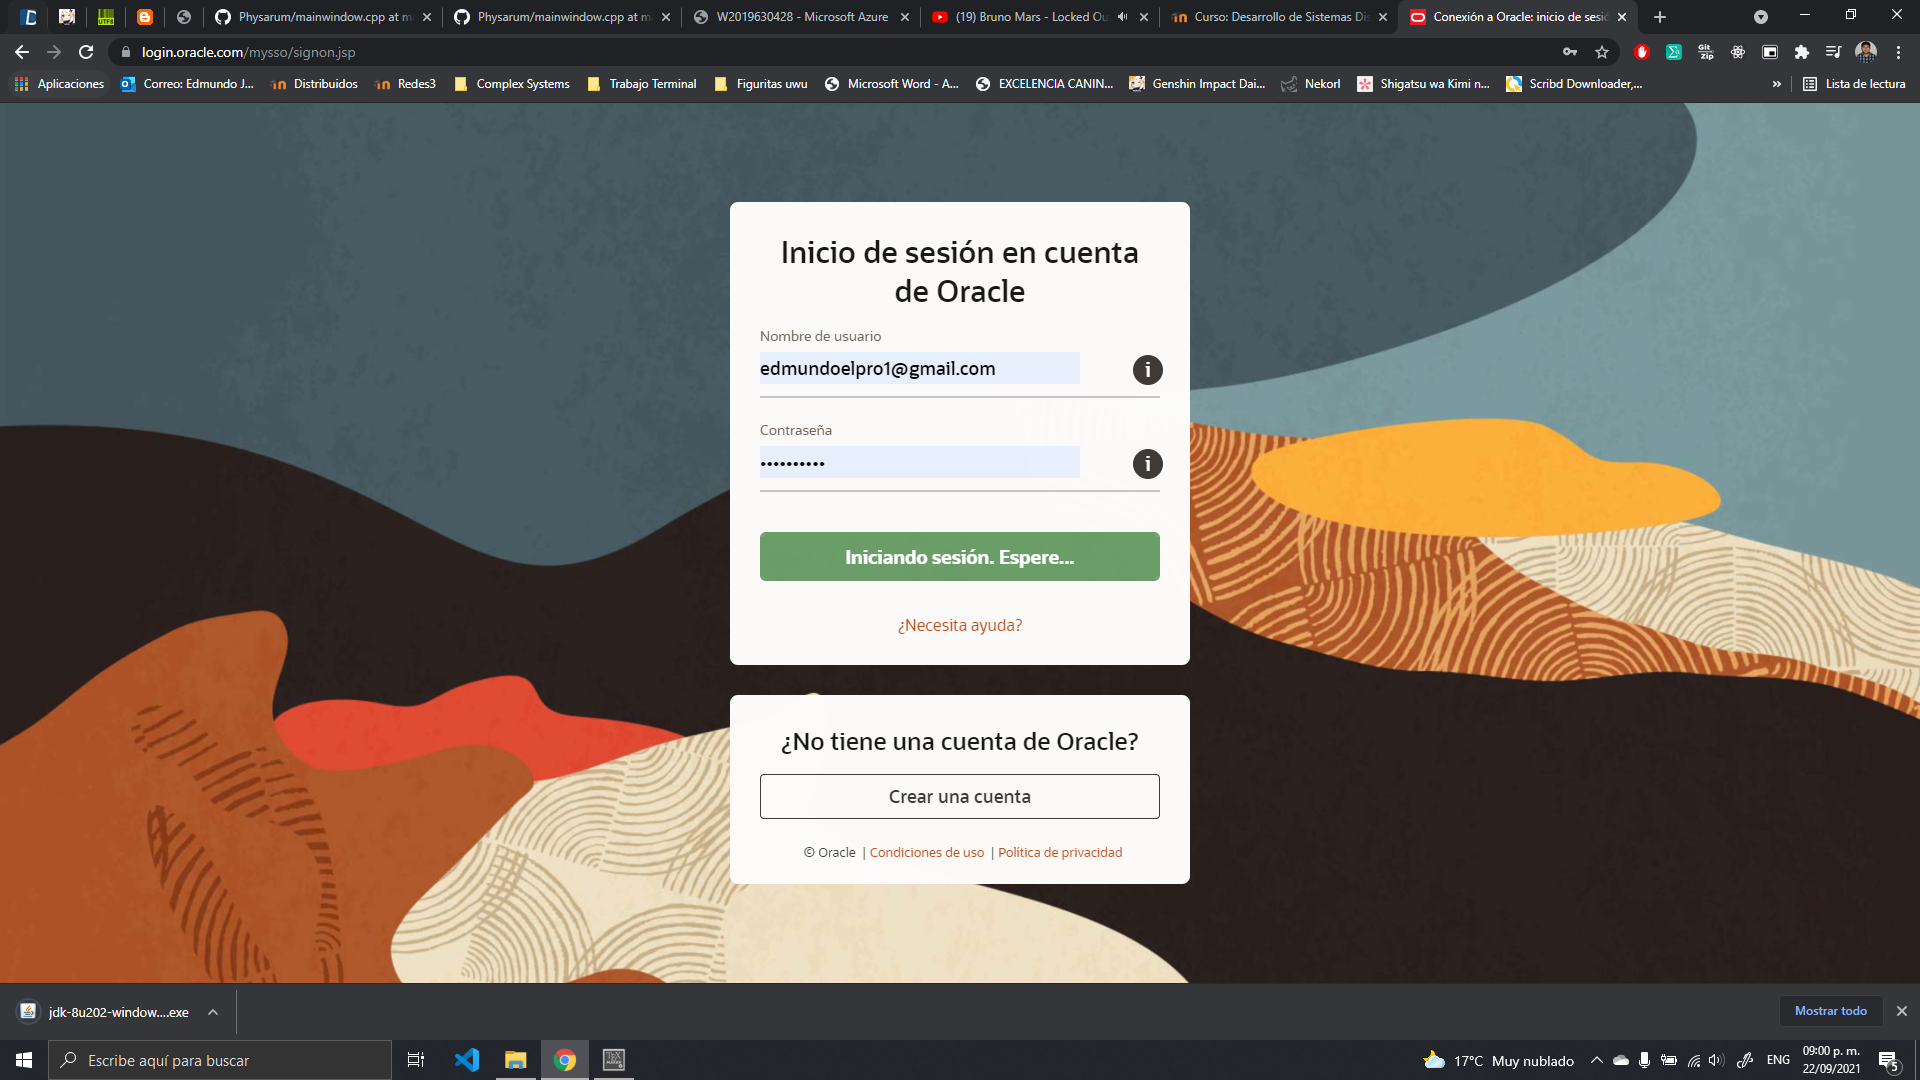 Physarum/mainwindow.cpp at m
Physarum/mainwindow.cpp at m
W2019630428 - Microsoft Azure
(19) Bruno Mars - Locked Ou
Curso: Desarrollo de Sistemas Dis
Conexión a Oracle: inicio de sesió
login.oracle.com/mysso/signon.jsp
Aplicaciones
Correo: Edmundo J...
Distribuidos
Redes3
Complex Systems
Trabajo Terminal
Figuritas uwu
Microsoft Word - A...
EXCELENCIA CANIN...
Genshin Impact Dai...
Nekorl
Shigatsu wa Kimi n...
Scribd Downloader,...
»
Lista de lectura
Inicio de sesión en cuenta
de Oracle
Nombre de usuario
edmundoelpro1@gmail.com
Contraseña
••••••••••
Iniciando sesión. Espere...
¿Necesita ayuda?
¿No tiene una cuenta de Oracle?
Crear una cuenta
© Oracle | Condiciones de uso | Política de privacidad
jdk-8u202-window....exe
Mostrar todo
Escribe aquí para buscar
17°C Muy nublado
ENG
09:00 p. m.
22/09/2021
5